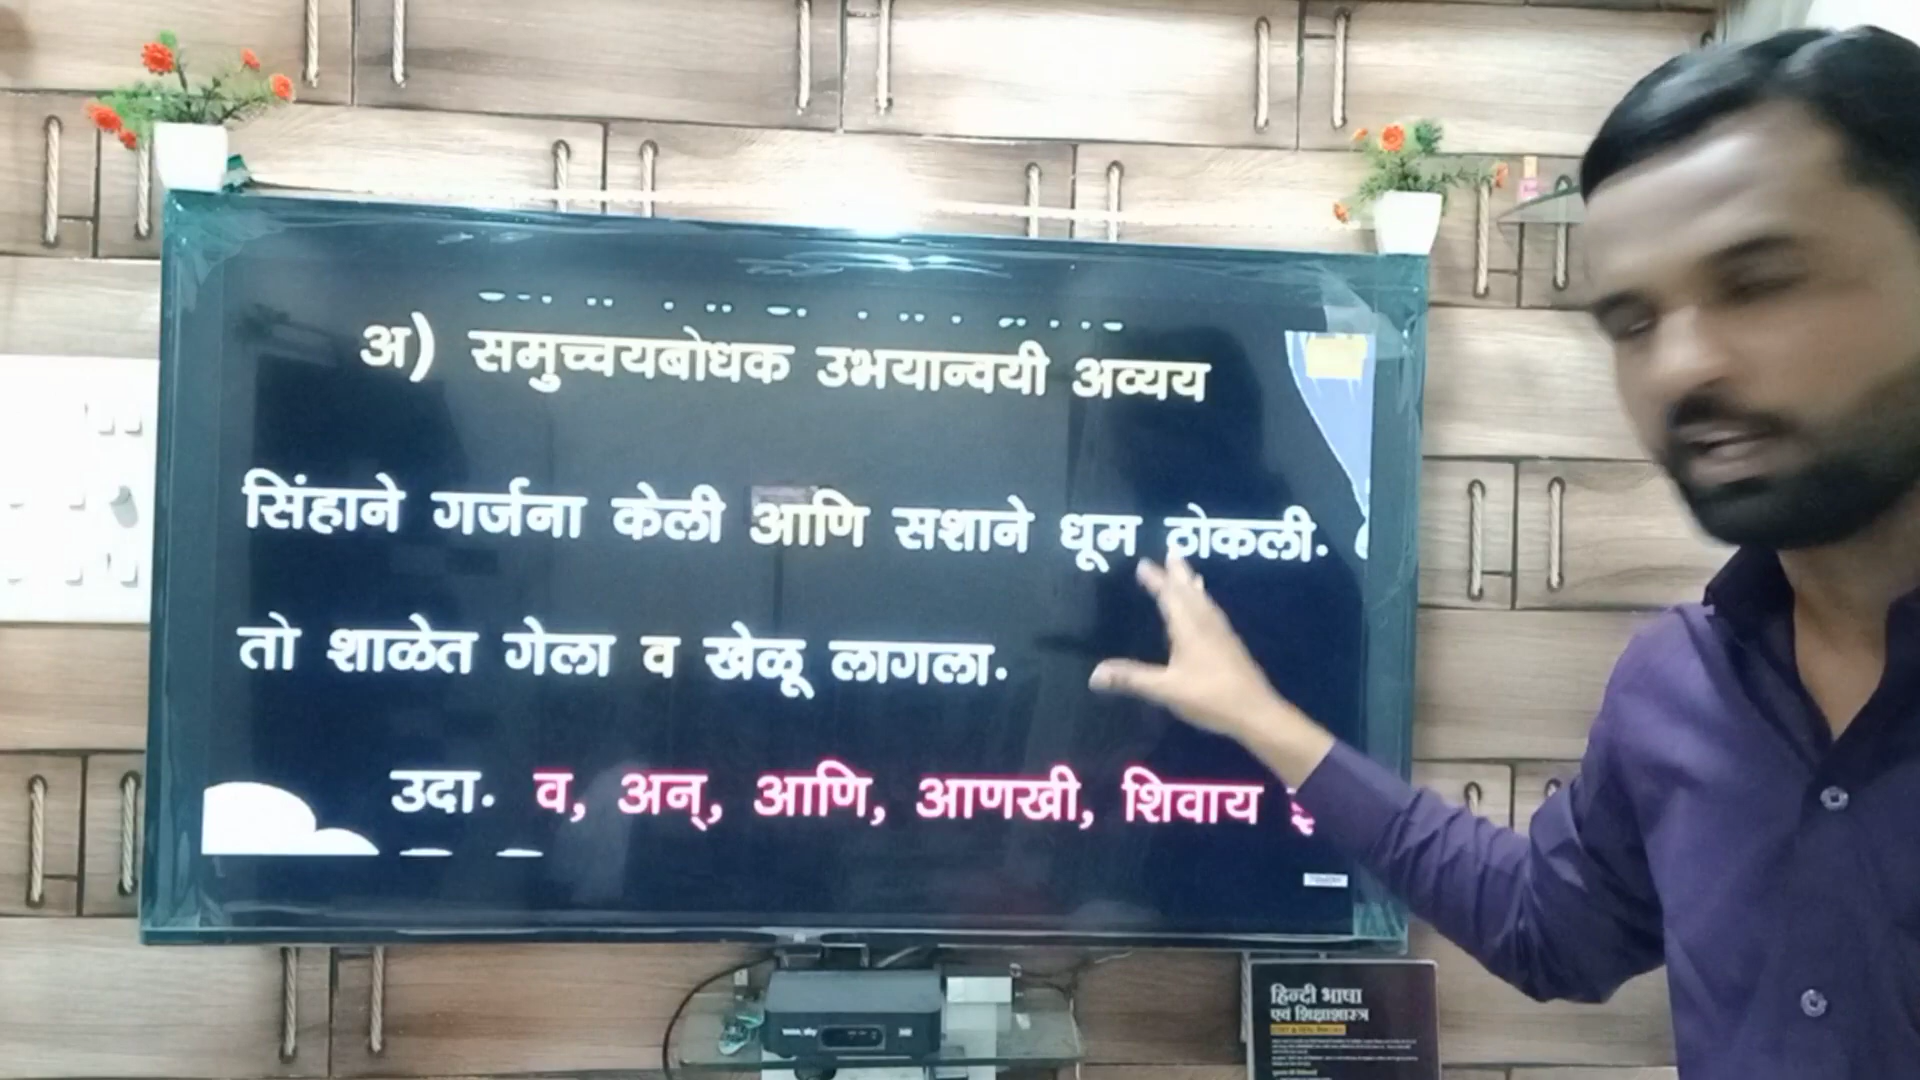 अ) समुच्चयबोधक उभयान्वयी अव्यय
सिंहाने गर्जना केली आणि सशाने धूम ठोकली.
तो शाळेत गेला व खेळू लागला.
उदा. व, अन्, आणि, आणखी, शिवाय
हिन्दी भाषा
एवं शिक्षाशास्त्र